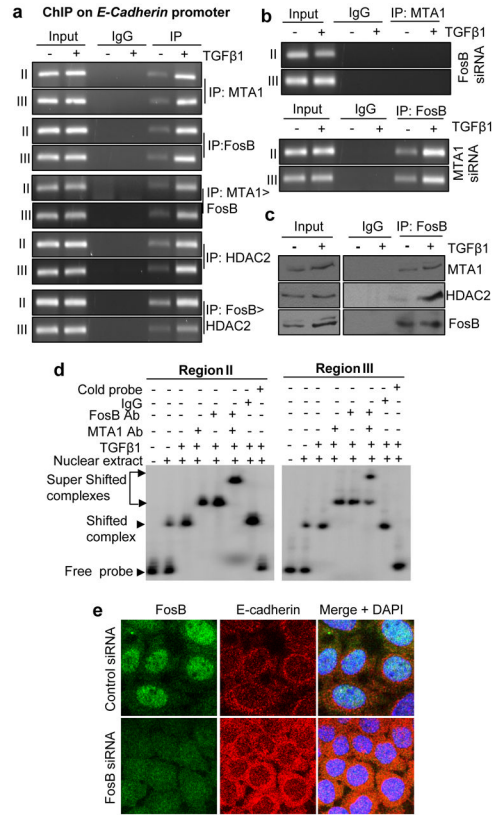 a ChIP on E-Cadherin promoter
Input IgG IP
- + - + - + TGFβ1
II
III
IP: MTA1
II
III
IP:FosB
II
III
IP: MTA1>
FosB
II
III
IP: HDAC2
II
III
IP: FosB>
HDAC2
b Input IgG IP: MTA1
- + - + - + TGFβ1
II
III
FosB
siRNA
Input IgG IP: FosB
TGFβ1
- + - + - +
II
III
MTA1
siRNA
c Input IgG IP: FosB
- + - + - + TGFβ1
MTA1
HDAC2
FosB
d Region II Region III
Cold probe - - - - - - - + - - - - - - - +
IgG - - - - - - + - - - - - - - + -
FosB Ab - - - - + + - - - - - - + + - -
MTA1 Ab - - - + - + - - - - - + - + - -
TGFβ1 - - + + + + + + - - + + + + + +
Nuclear extract - + + + + + + + - + + + + + + +
Super Shifted
complexes
Shifted
complex
Free probe
e FosB E-cadherin Merge + DAPI
Control siRNA
FosB siRNA